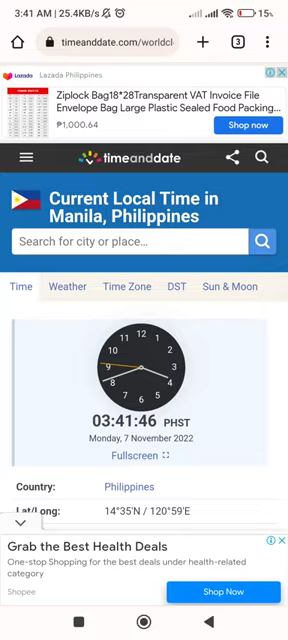 3:41 AM | 25.4KB/s
15%
timeanddate.com/worldcl
3
Lazada
Lazada Philippines
Ziplock Bag18*28Transparent VAT Invoice File
Envelope Bag Large Plastic Sealed Food Packing...
₱1,000.64
Shop now
timeanddate
Current Local Time in
Manila, Philippines
Search for city or place...
Time
Weather
Time Zone
DST
Sun & Moon
12
1
2
3
4
5
6
7
8
9
10
11
03:41:46 PHST
Monday, 7 November 2022
Fullscreen
Country:
Philippines
Lat/Long:
14°35'N / 120°59'E
Grab the Best Health Deals
One-stop Shopping for the best deals under health-related
category
Shopee
Shop Now